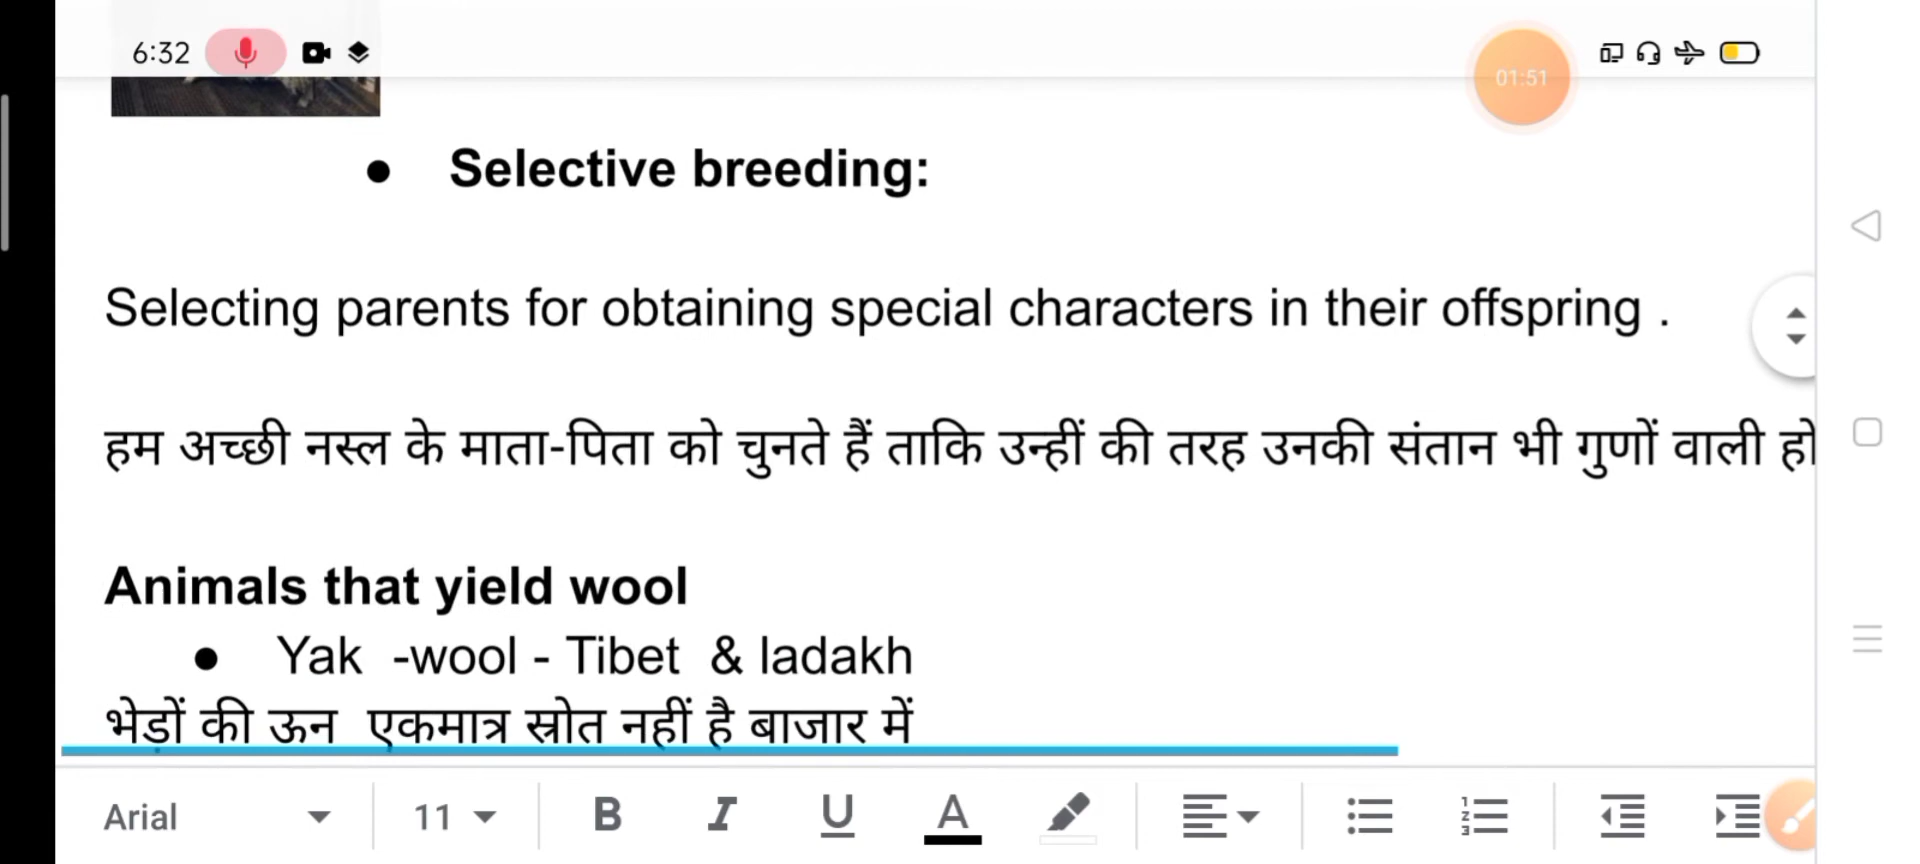 6:32
01:51
● Selective breeding:
Selecting parents for obtaining special characters in their offspring .
हम अच्छी नस्ल के माता-पिता को चुनते हैं ताकि उन्हीं की तरह उनकी संतान भी गुणों वाली हो
Animals that yield wool
● Yak -wool - Tibet & ladakh
भेड़ों की ऊन एकमात्र स्रोत नहीं है बाजार में
Arial 11 B I U A